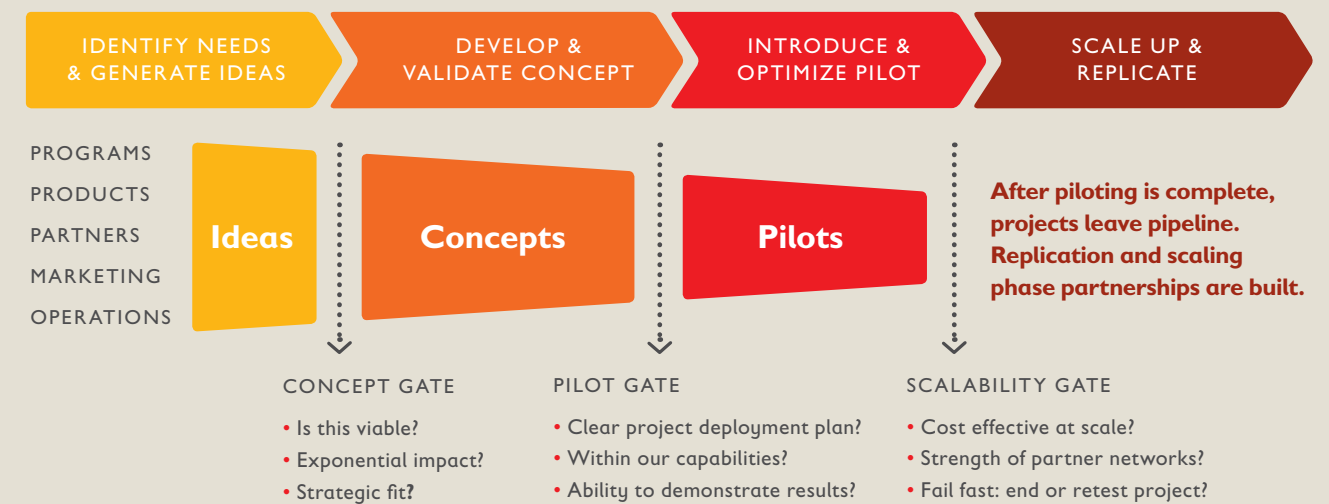 IDENTIFY NEEDS
& GENERATE IDEAS
DEVELOP &
VALIDATE CONCEPT
INTRODUCE &
OPTIMIZE PILOT
SCALE UP &
REPLICATE
PROGRAMS
PRODUCTS
PARTNERS
MARKETING
OPERATIONS
Ideas
Concepts
Pilots
After piloting is complete,
projects leave pipeline.
Replication and scaling
phase partnerships are built.
CONCEPT GATE
• Is this viable?
• Exponential impact?
• Strategic fit?
PILOT GATE
• Clear project deployment plan?
• Within our capabilities?
• Ability to demonstrate results?
SCALABILITY GATE
• Cost effective at scale?
• Strength of partner networks?
• Fail fast: end or retest project?